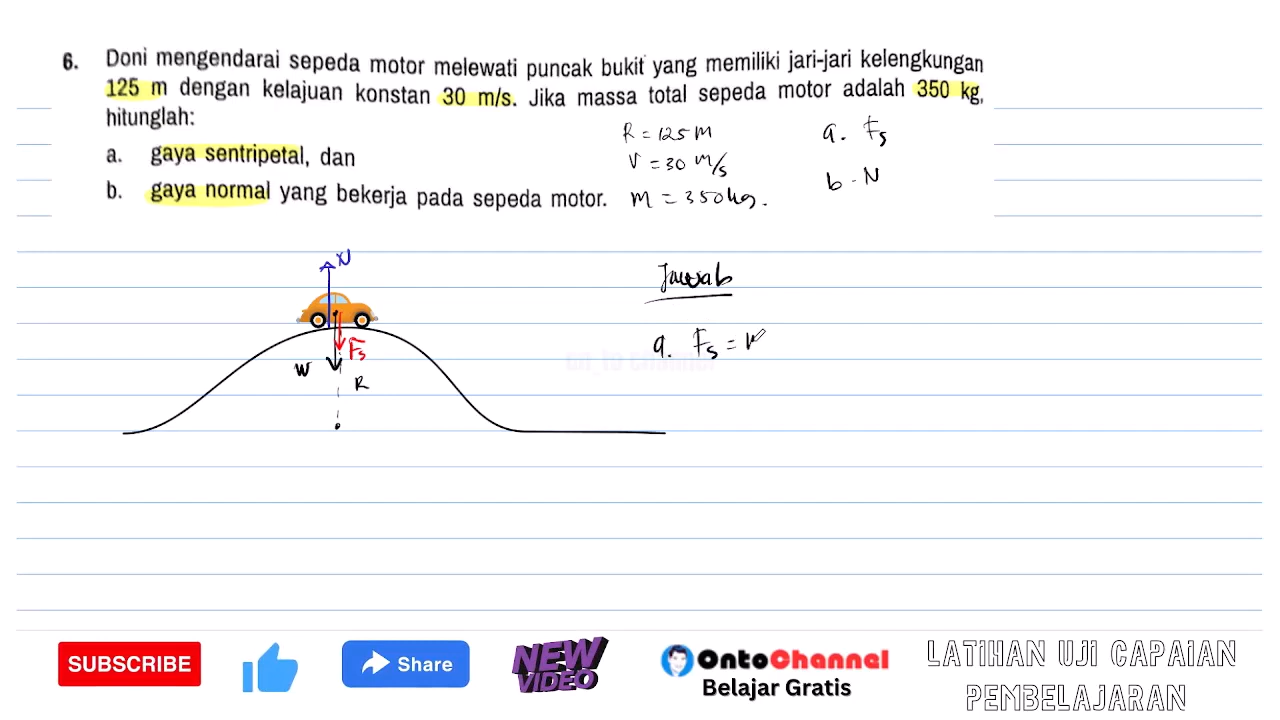 6. Doni mengendarai sepeda motor melewati puncak bukit yang memiliki jari-jari kelengkungan
125 m dengan kelajuan konstan 30 m/s. Jika massa total sepeda motor adalah 350 kg,
hitunglah:
a. gaya sentripetal, dan
b. gaya normal yang bekerja pada sepeda motor.
R = 125 m
V = 30 m/s
m = 350 kg.
a. Fs
b. N
N
Fs
W
R
Jawab
a. Fs =
SUBSCRIBE
Share
NEW
VIDEO
OntoChannel
Belajar Gratis
LATIHAN UJI CAPAIAN
PEMBELAJARAN